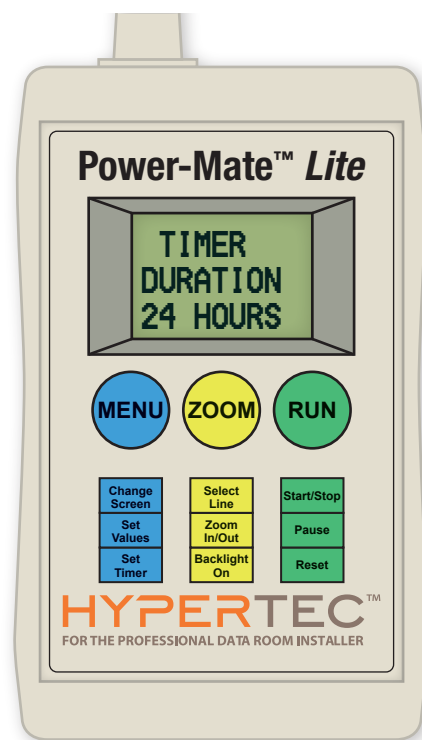 Power-Mate™ Lite
TIMER
DURATION
24 HOURS
MENU ZOOM RUN
Change
Screen
Set
Values
Set
Timer
Select
Line
Zoom
In/Out
Backlight
On
Start/Stop
Pause
Reset
HYPERTEC™
FOR THE PROFESSIONAL DATA ROOM INSTALLER